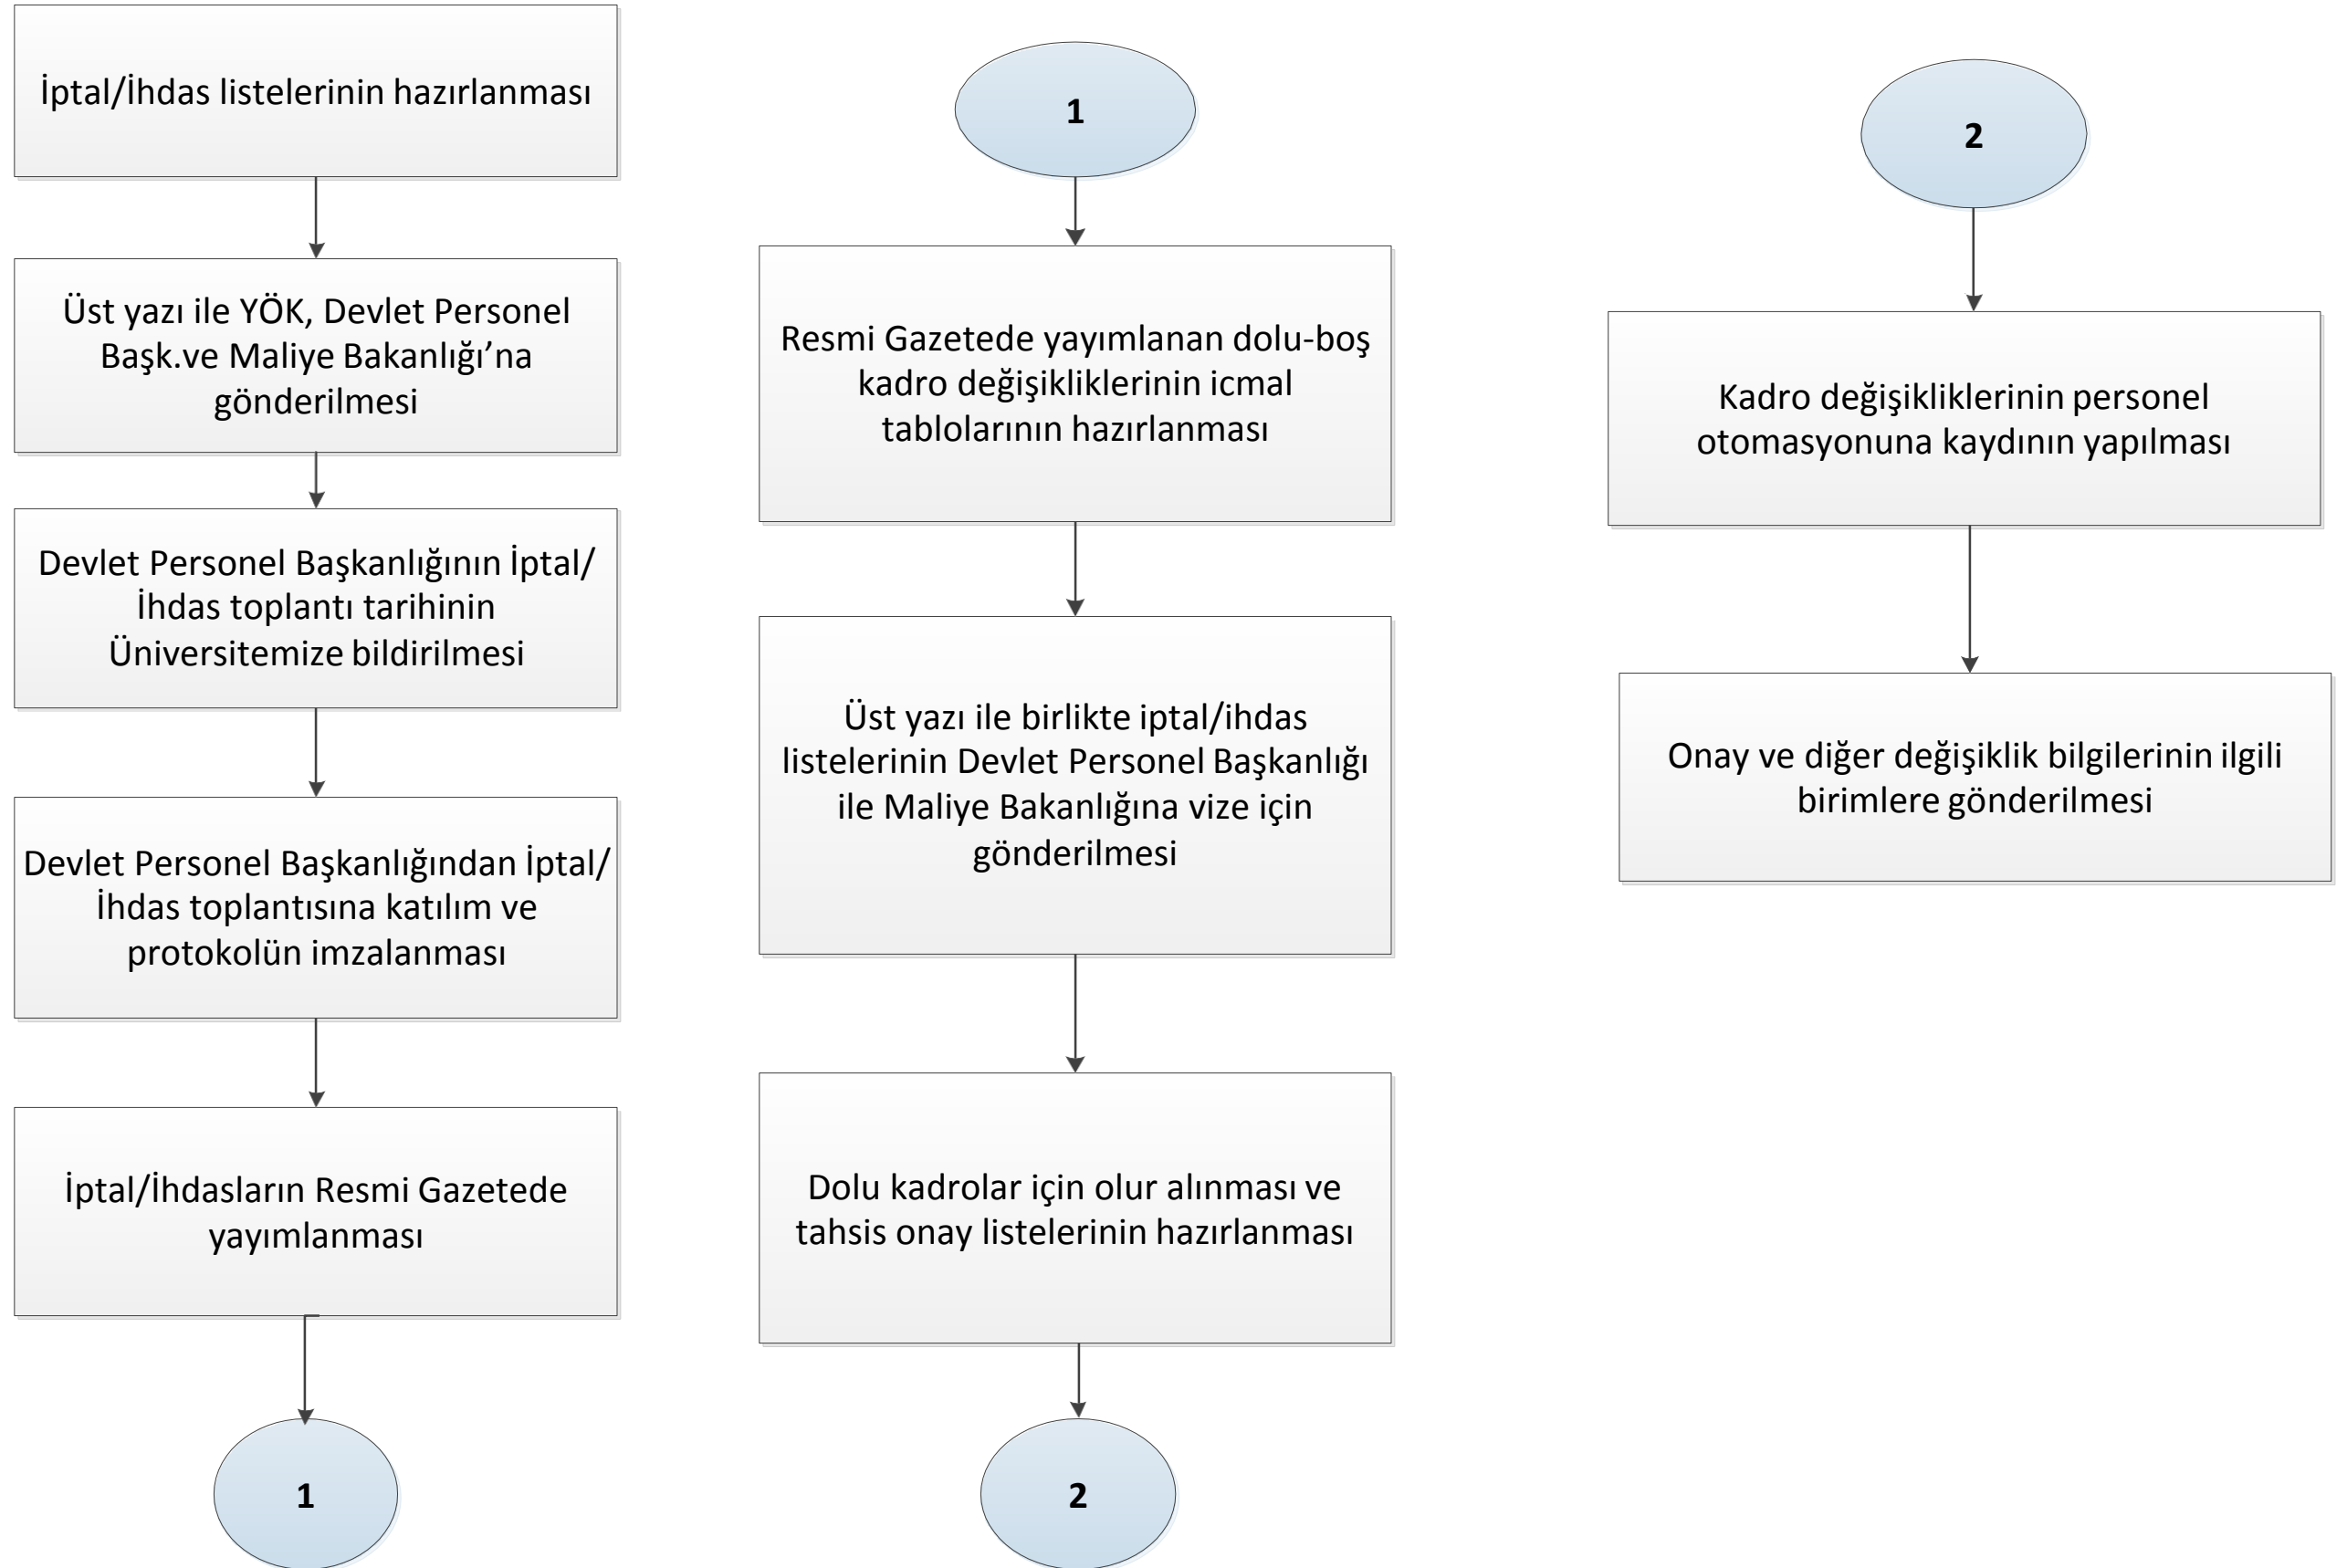 İptal/İhdas listelerinin hazırlanması
Üst yazı ile YÖK, Devlet Personel
Başk.ve Maliye Bakanlığı’na
gönderilmesi
Devlet Personel Başkanlığının İptal/
İhdas toplantı tarihinin
Üniversitemize bildirilmesi
Devlet Personel Başkanlığından İptal/
İhdas toplantısına katılım ve
protokolün imzalanması
İptal/İhdasların Resmi Gazetede
yayımlanması
1
1
Resmi Gazetede yayımlanan dolu-boş
kadro değişikliklerinin icmal
tablolarının hazırlanması
Üst yazı ile birlikte iptal/ihdas
listelerinin Devlet Personel Başkanlığı
ile Maliye Bakanlığına vize için
gönderilmesi
Dolu kadrolar için olur alınması ve
tahsis onay listelerinin hazırlanması
2
2
Kadro değişikliklerinin personel
otomasyonuna kaydının yapılması
Onay ve diğer değişiklik bilgilerinin ilgili
birimlere gönderilmesi